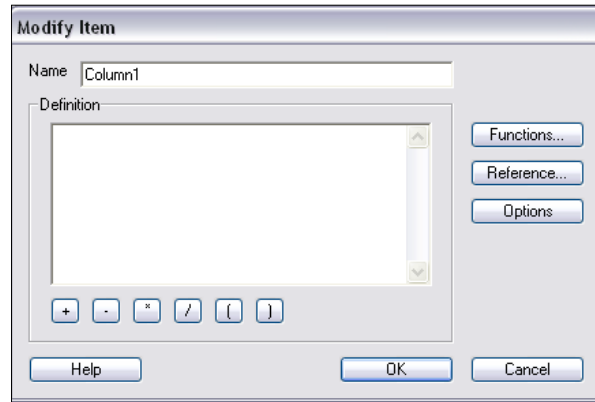 Modify Item
Name Column1
Definition
Functions...
Reference...
Options
+ - * / ( )
Help OK Cancel